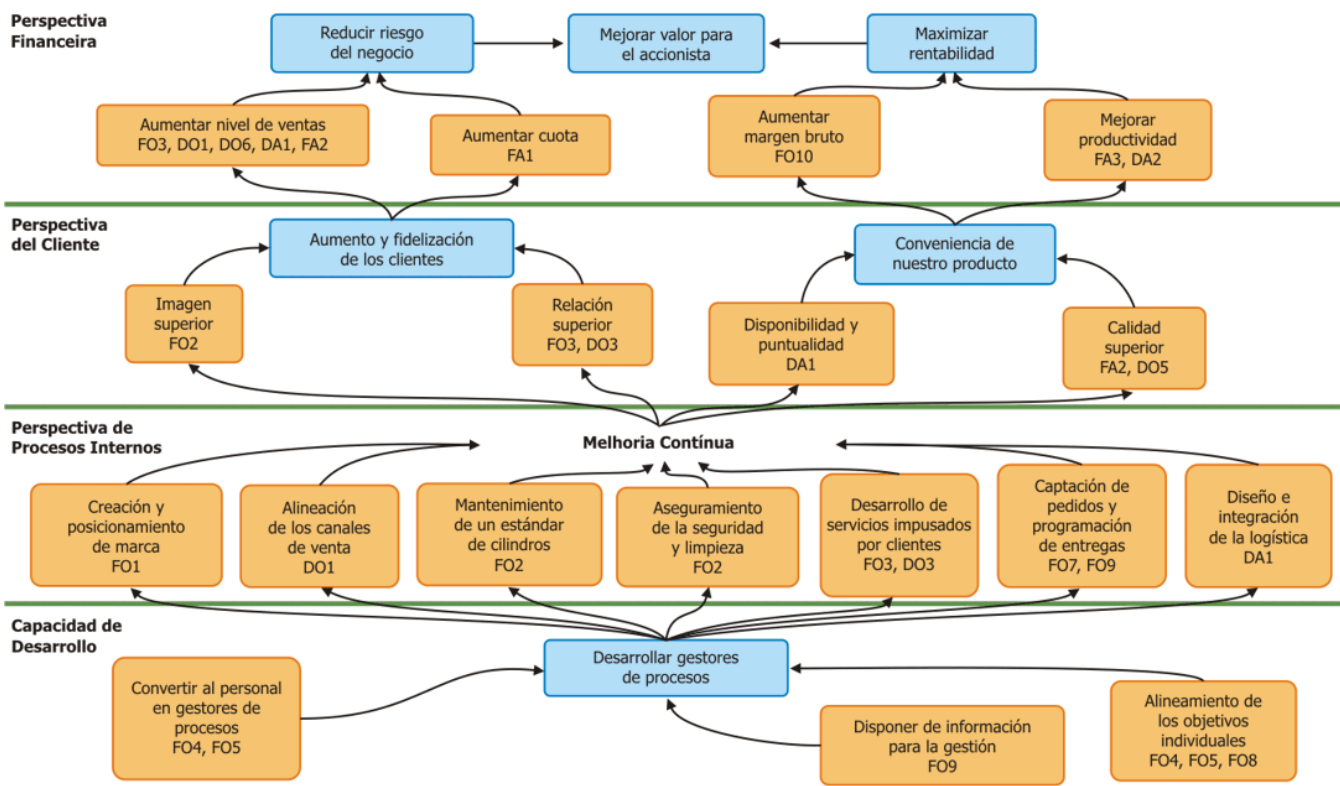 Perspectiva
Financeira
Reducir riesgo
del negocio
Mejorar valor para
el accionista
Maximizar
rentabilidad
Aumentar nivel de ventas
FO3, DO1, DO6, DA1, FA2
Aumentar cuota
FA1
Aumentar
margen bruto
FO10
Mejorar
productividad
FA3, DA2
Perspectiva
del Cliente
Aumento y fidelización
de los clientes
Conveniencia de
nuestro producto
Imagen
superior
FO2
Relación
superior
FO3, DO3
Disponibilidad y
puntualidad
DA1
Calidad
superior
FA2, DO5
Perspectiva de
Procesos Internos
Melhoria Contínua
Creación y
posicionamiento
de marca
FO1
Alineación
de los canales
de venta
DO1
Mantenimiento
de un estándar
de cilindros
FO2
Aseguramiento
de la seguridad
y limpieza
FO2
Desarrollo de
servicios impusados
por clientes
FO3, DO3
Captación de
pedidos y
programación
de entregas
FO7, FO9
Diseño e
integración
de la logística
DA1
Capacidad de
Desarrollo
Desarrollar gestores
de procesos
Convertir al personal
en gestores de
procesos
FO4, FO5
Disponer de información
para la gestión
FO9
Alineamiento de
los objetivos
individuales
FO4, FO5, FO8